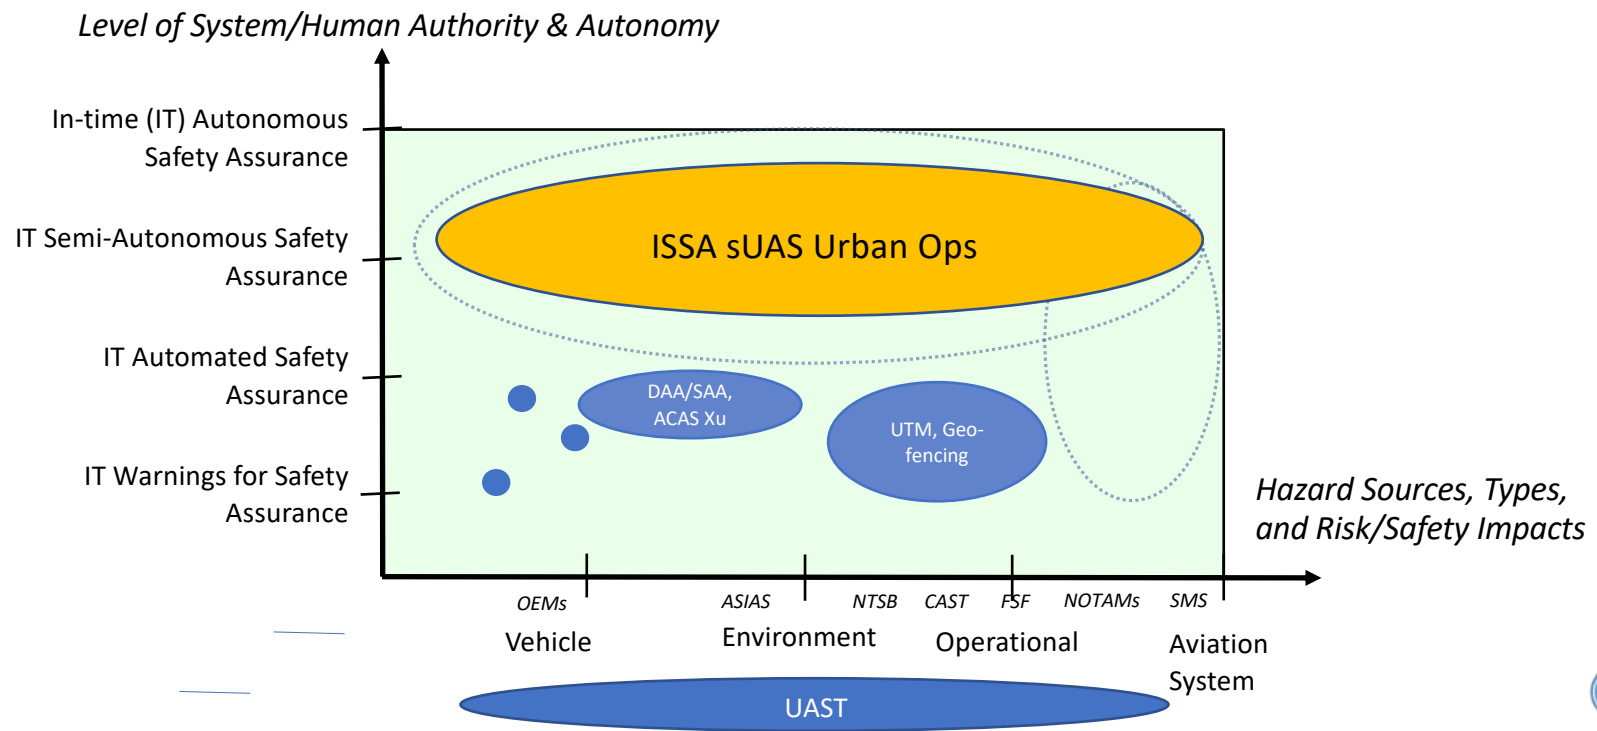 Level of System/Human Authority & Autonomy
In-time (IT) Autonomous
Safety Assurance
IT Semi-Autonomous Safety
Assurance
IT Automated Safety
Assurance
IT Warnings for Safety
Assurance
ISSA sUAS Urban Ops
DAA/SAA,
ACAS Xu
UTM, Geo-
fencing
Hazard Sources, Types,
and Risk/Safety Impacts
OEMs ASIAS NTSB CAST FSF NOTAMs SMS
Vehicle Environment Operational Aviation
System
UAST